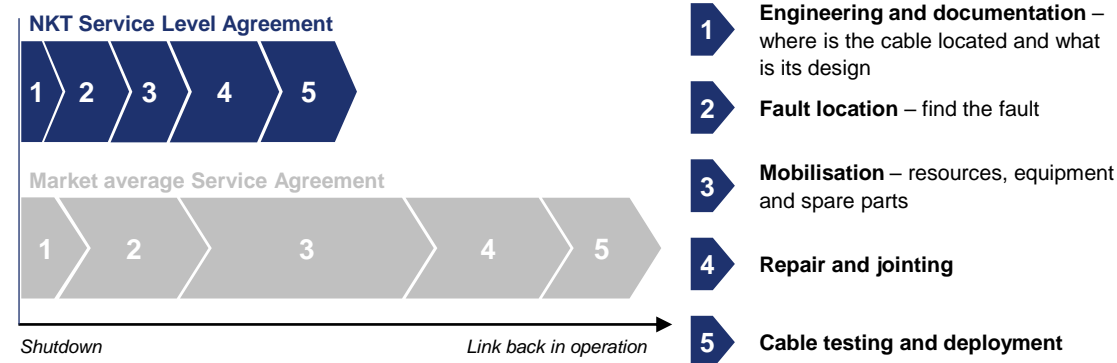 NKT Service Level Agreement
1 2 3 4 5
Market average Service Agreement
1 2 3 4 5
Shutdown
Link back in operation
1
Engineering and documentation –
where is the cable located and what
is its design
2
Fault location – find the fault
3
Mobilisation – resources, equipment
and spare parts
4
Repair and jointing
5
Cable testing and deployment